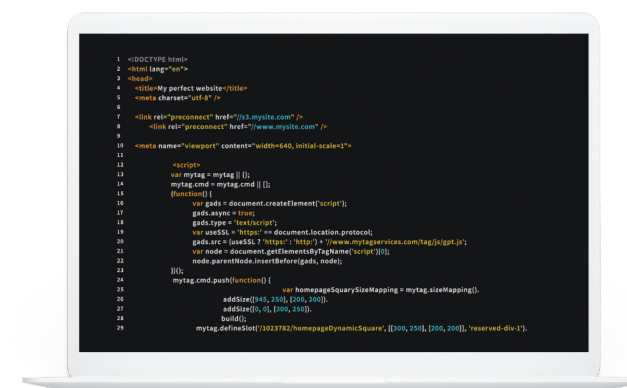 1 <!DOCTYPE html>
2 <html lang="en">
3 <head>
4 <title>My perfect website</title>
5 <meta charset="utf-8" />
6
7 <link rel="preconnect" href="//s3.mysite.com" />
8 <link rel="preconnect" href="//www.mysite.com" />
9
10 <meta name="viewport" content="width=640, initial-scale=1">
11
12 <script>
13 var mytag = mytag || {};
14 mytag.cmd = mytag.cmd || [];
15 (function() {
16 var gads = document.createElement('script');
17 gads.async = true;
18 gads.type = 'text/script';
19 var useSSL = 'https:' == document.location.protocol;
20 gads.src = (useSSL ? 'https:' : 'http:') + '//www.mytagservices.com/tag/js/gpt.js';
21 var node = document.getElementsByTagName('script')[0];
22 node.parentNode.insertBefore(gads, node);
23 })();
24 mytag.cmd.push(function() {
25 var homepageSquarySizeMapping = mytag.sizeMapping().
26 addSize([945, 250], [200, 200]).
27 addSize([0, 0], [300, 250]).
28 build();
29 mytag.defineSlot('/1023782/homepageDynamicSquare', [[300, 250], [200, 200]], 'reserved-div-1').